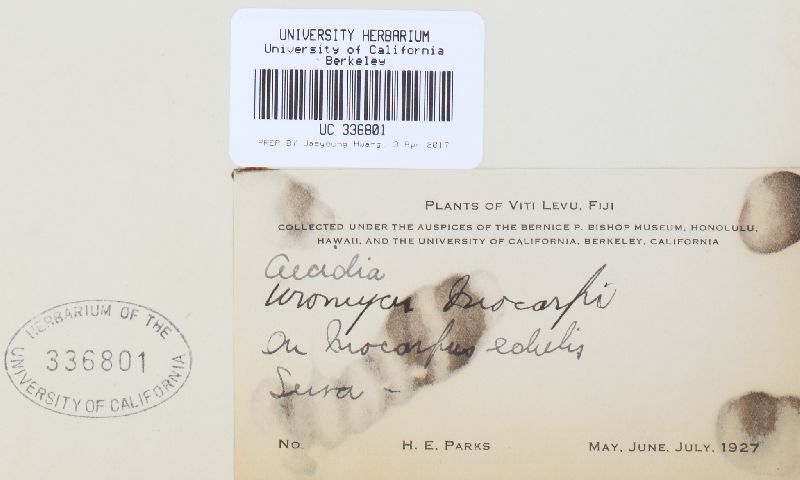 UNIVERSITY HERBARIUM
University of California
Berkeley
UC 336801
PREP BY Jaeyoung Hwang, 3 Apr 2017
PLANTS OF VITI LEVU, FIJI
COLLECTED UNDER THE AUSPICES OF THE BERNICE P. BISHOP MUSEUM, HONOLULU,
HAWAII, AND THE UNIVERSITY OF CALIFORNIA, BERKELEY, CALIFORNIA
Aecidia
Uromyces Inocarpi
On Inocarpus edulis
Suva -
No. H. E. PARKS MAY, JUNE, JULY, 1927
HERBARIUM OF THE
336801
UNIVERSITY OF CALIFORNIA